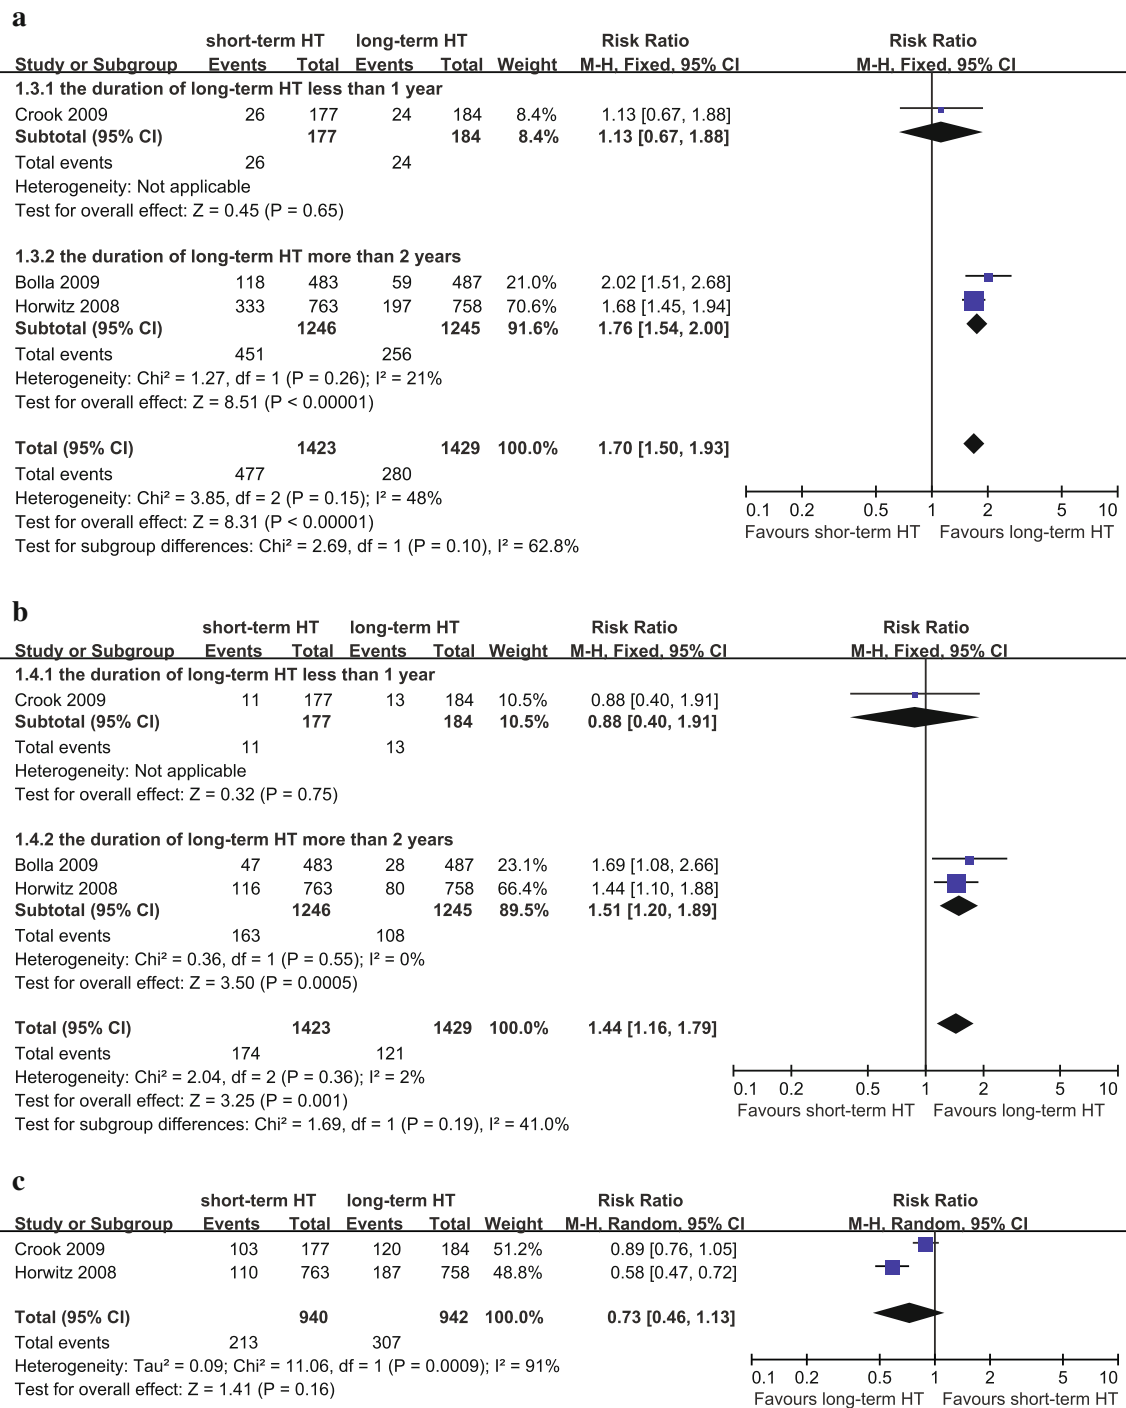 a
short-term HT long-term HT Risk Ratio Risk Ratio
Study or Subgroup Events Total Events Total Weight M-H, Fixed, 95% CI M-H, Fixed, 95% CI
1.3.1 the duration of long-term HT less than 1 year
Crook 2009 26 177 24 184 8.4% 1.13 [0.67, 1.88]
Subtotal (95% CI) 177 184 8.4% 1.13 [0.67, 1.88]
Total events 26 24
Heterogeneity: Not applicable
Test for overall effect: Z = 0.45 (P = 0.65)
1.3.2 the duration of long-term HT more than 2 years
Bolla 2009 118 483 59 487 21.0% 2.02 [1.51, 2.68]
Horwitz 2008 333 763 197 758 70.6% 1.68 [1.45, 1.94]
Subtotal (95% CI) 1246 1245 91.6% 1.76 [1.54, 2.00]
Total events 451 256
Heterogeneity: Chi² = 1.27, df = 1 (P = 0.26); I² = 21%
Test for overall effect: Z = 8.51 (P < 0.00001)
Total (95% CI) 1423 1429 100.0% 1.70 [1.50, 1.93]
Total events 477 280
Heterogeneity: Chi² = 3.85, df = 2 (P = 0.15); I² = 48%
Test for overall effect: Z = 8.31 (P < 0.00001)
Test for subgroup differences: Chi² = 2.69, df = 1 (P = 0.10), I² = 62.8%
0.1 0.2 0.5 1 2 5 10
Favours shor-term HT Favours long-term HT
b
short-term HT long-term HT Risk Ratio Risk Ratio
Study or Subgroup Events Total Events Total Weight M-H, Fixed, 95% CI M-H, Fixed, 95% CI
1.4.1 the duration of long-term HT less than 1 year
Crook 2009 11 177 13 184 10.5% 0.88 [0.40, 1.91]
Subtotal (95% CI) 177 184 10.5% 0.88 [0.40, 1.91]
Total events 11 13
Heterogeneity: Not applicable
Test for overall effect: Z = 0.32 (P = 0.75)
1.4.2 the duration of long-term HT more than 2 years
Bolla 2009 47 483 28 487 23.1% 1.69 [1.08, 2.66]
Horwitz 2008 116 763 80 758 66.4% 1.44 [1.10, 1.88]
Subtotal (95% CI) 1246 1245 89.5% 1.51 [1.20, 1.89]
Total events 163 108
Heterogeneity: Chi² = 0.36, df = 1 (P = 0.55); I² = 0%
Test for overall effect: Z = 3.50 (P = 0.0005)
Total (95% CI) 1423 1429 100.0% 1.44 [1.16, 1.79]
Total events 174 121
Heterogeneity: Chi² = 2.04, df = 2 (P = 0.36); I² = 2%
Test for overall effect: Z = 3.25 (P = 0.001)
Test for subgroup differences: Chi² = 1.69, df = 1 (P = 0.19), I² = 41.0%
0.1 0.2 0.5 1 2 5 10
Favours short-term HT Favours long-term HT
c
short-term HT long-term HT Risk Ratio Risk Ratio
Study or Subgroup Events Total Events Total Weight M-H, Random, 95% CI M-H, Random, 95% CI
Crook 2009 103 177 120 184 51.2% 0.89 [0.76, 1.05]
Horwitz 2008 110 763 187 758 48.8% 0.58 [0.47, 0.72]
Total (95% CI) 940 942 100.0% 0.73 [0.46, 1.13]
Total events 213 307
Heterogeneity: Tau² = 0.09; Chi² = 11.06, df = 1 (P = 0.0009); I² = 91%
Test for overall effect: Z = 1.41 (P = 0.16)
0.1 0.2 0.5 1 2 5 10
Favours long-term HT Favours short-term HT